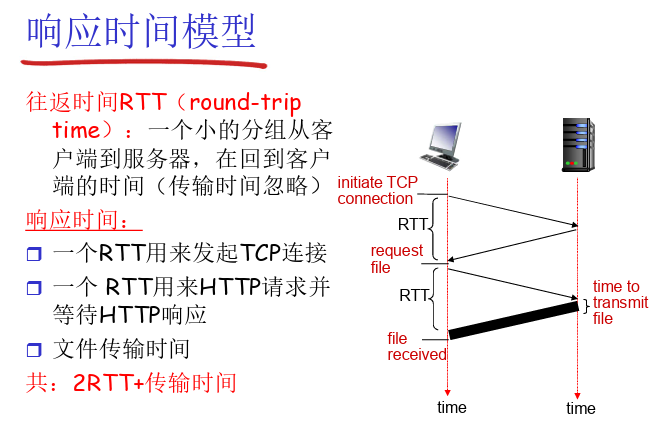 响应时间模型
往返时间RTT（round-trip
time）：一个小的分组从客
户端到服务器，在回到客户
端的时间（传输时间忽略）
响应时间：
一个RTT用来发起TCP连接
一个 RTT用来HTTP请求并
等待HTTP响应
文件传输时间
共：2RTT+传输时间
initiate TCP
connection
RTT
request
file
RTT
time to
transmit
file
file
received
time
time